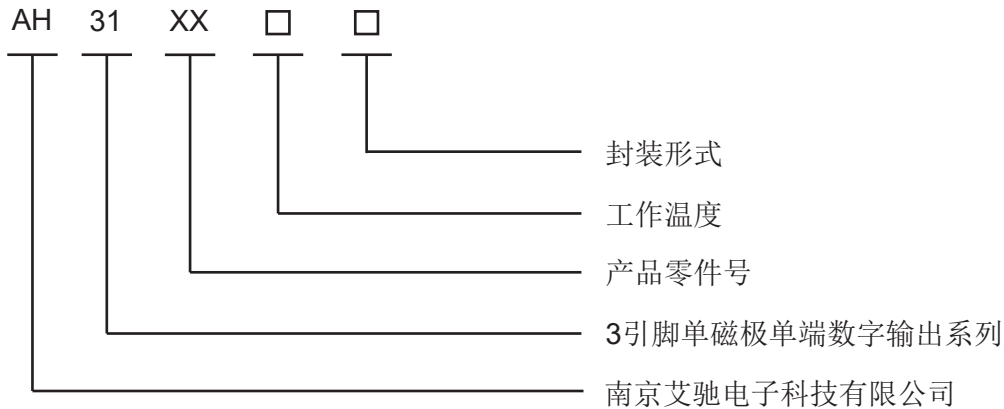 AH 31 XX □ □
封装形式
工作温度
产品零件号
3引脚单磁极单端数字输出系列
南京艾驰电子科技有限公司